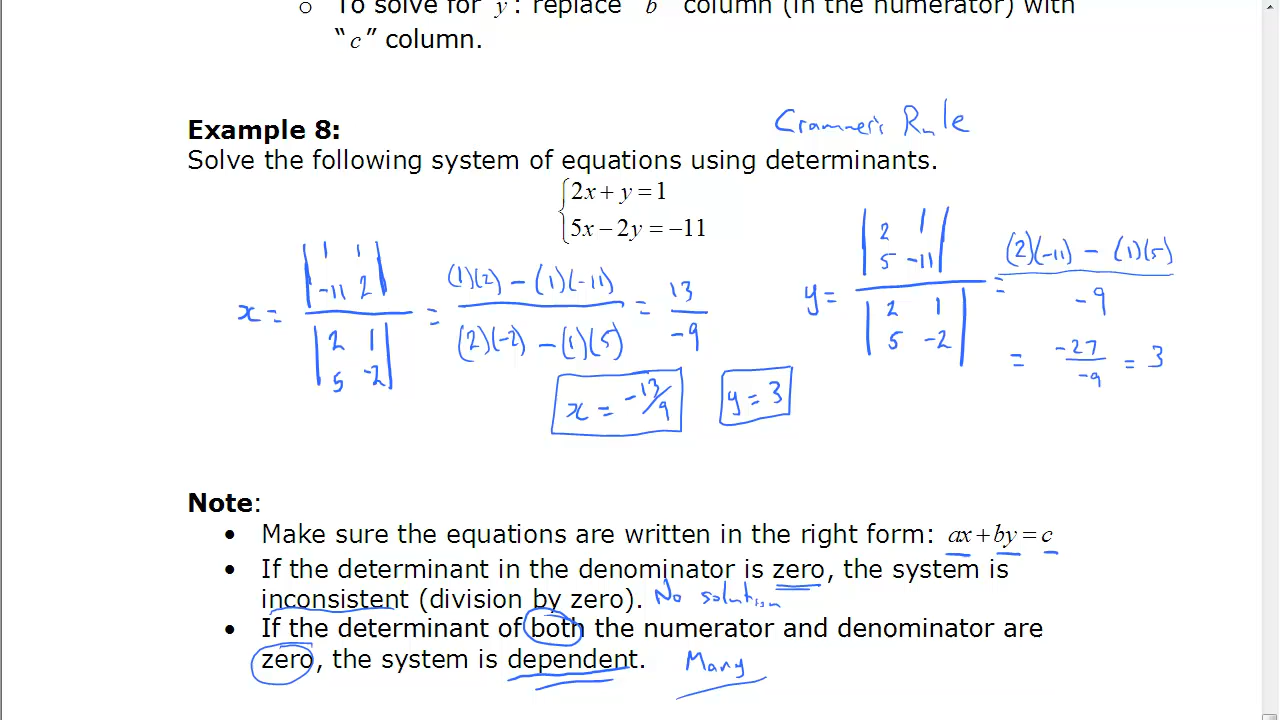 ○ To solve for y : replace "b" column (in the numerator) with
"c" column.
Crammer's Rule
Example 8:
Solve the following system of equations using determinants.
{2x + y = 1
5x − 2y = −11
x = |1 1; −11 2| / |2 1; 5 −2| = ((1)(2) − (1)(−11)) / ((2)(−2) − (1)(5)) = 13/−9
y = |2 1; 5 −11| / |2 1; 5 −2| = ((2)(−11) − (1)(5)) / −9
= −27/−9 = 3
x = −13/9 y = 3
Note:
• Make sure the equations are written in the right form: ax + by = c
• If the determinant in the denominator is zero, the system is
inconsistent (division by zero). No solution
• If the determinant of both the numerator and denominator are
zero, the system is dependent. Many